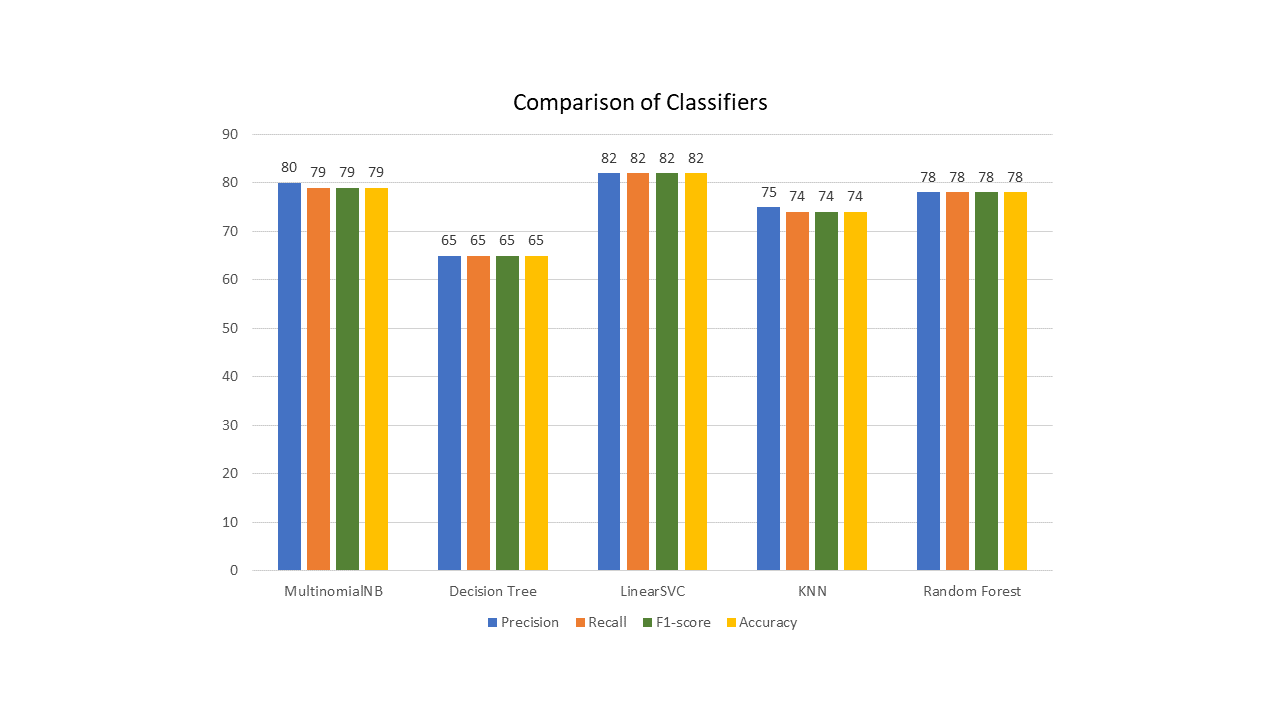 Comparison of Classifiers
90
80
70
60
50
40
30
20
10
0
80 79 79 79
65 65 65 65
82 82 82 82
75 74 74 74
78 78 78 78
MultinomialNB Decision Tree LinearSVC KNN Random Forest
Precision Recall F1-score Accuracy